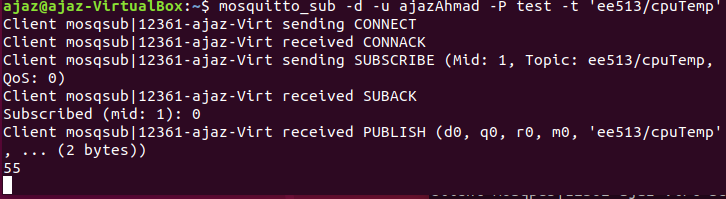 ajaz@ajaz-VirtualBox:~$ mosquitto_sub -d -u ajazAhmad -P test -t 'ee513/cpuTemp'
Client mosqsub|12361-ajaz-Virt sending CONNECT
Client mosqsub|12361-ajaz-Virt received CONNACK
Client mosqsub|12361-ajaz-Virt sending SUBSCRIBE (Mid: 1, Topic: ee513/cpuTemp,
QoS: 0)
Client mosqsub|12361-ajaz-Virt received SUBACK
Subscribed (mid: 1): 0
Client mosqsub|12361-ajaz-Virt received PUBLISH (d0, q0, r0, m0, 'ee513/cpuTemp'
, ... (2 bytes))
55